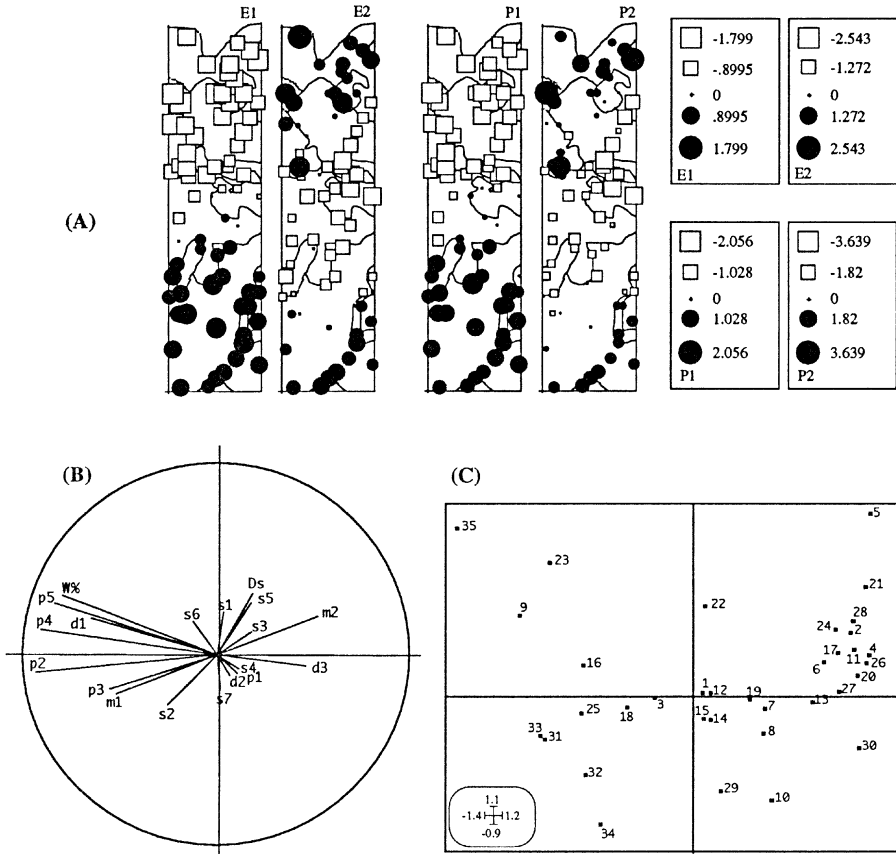 E1 E2 P1 P2
-1.799
-.8995
0
.8995
1.799
E1
-2.543
-1.272
0
1.272
2.543
E2
(A)
-2.056
-1.028
0
1.028
2.056
P1
-3.639
-1.82
0
1.82
3.639
P2
(B)
W%
p5
p4
d1
s6
s1
Ds
s5
m2
s3
p2
p3
m1
s2
s4
p1
d2
s7
d3
(C)
5
35
23
21
9
22
28
24
2
17
4
16
6
11
26
20
1
12
19
27
3
13
25
18
15
14
7
33
31
8
30
32
29
10
34
1.1
-1.4 1.2
-0.9